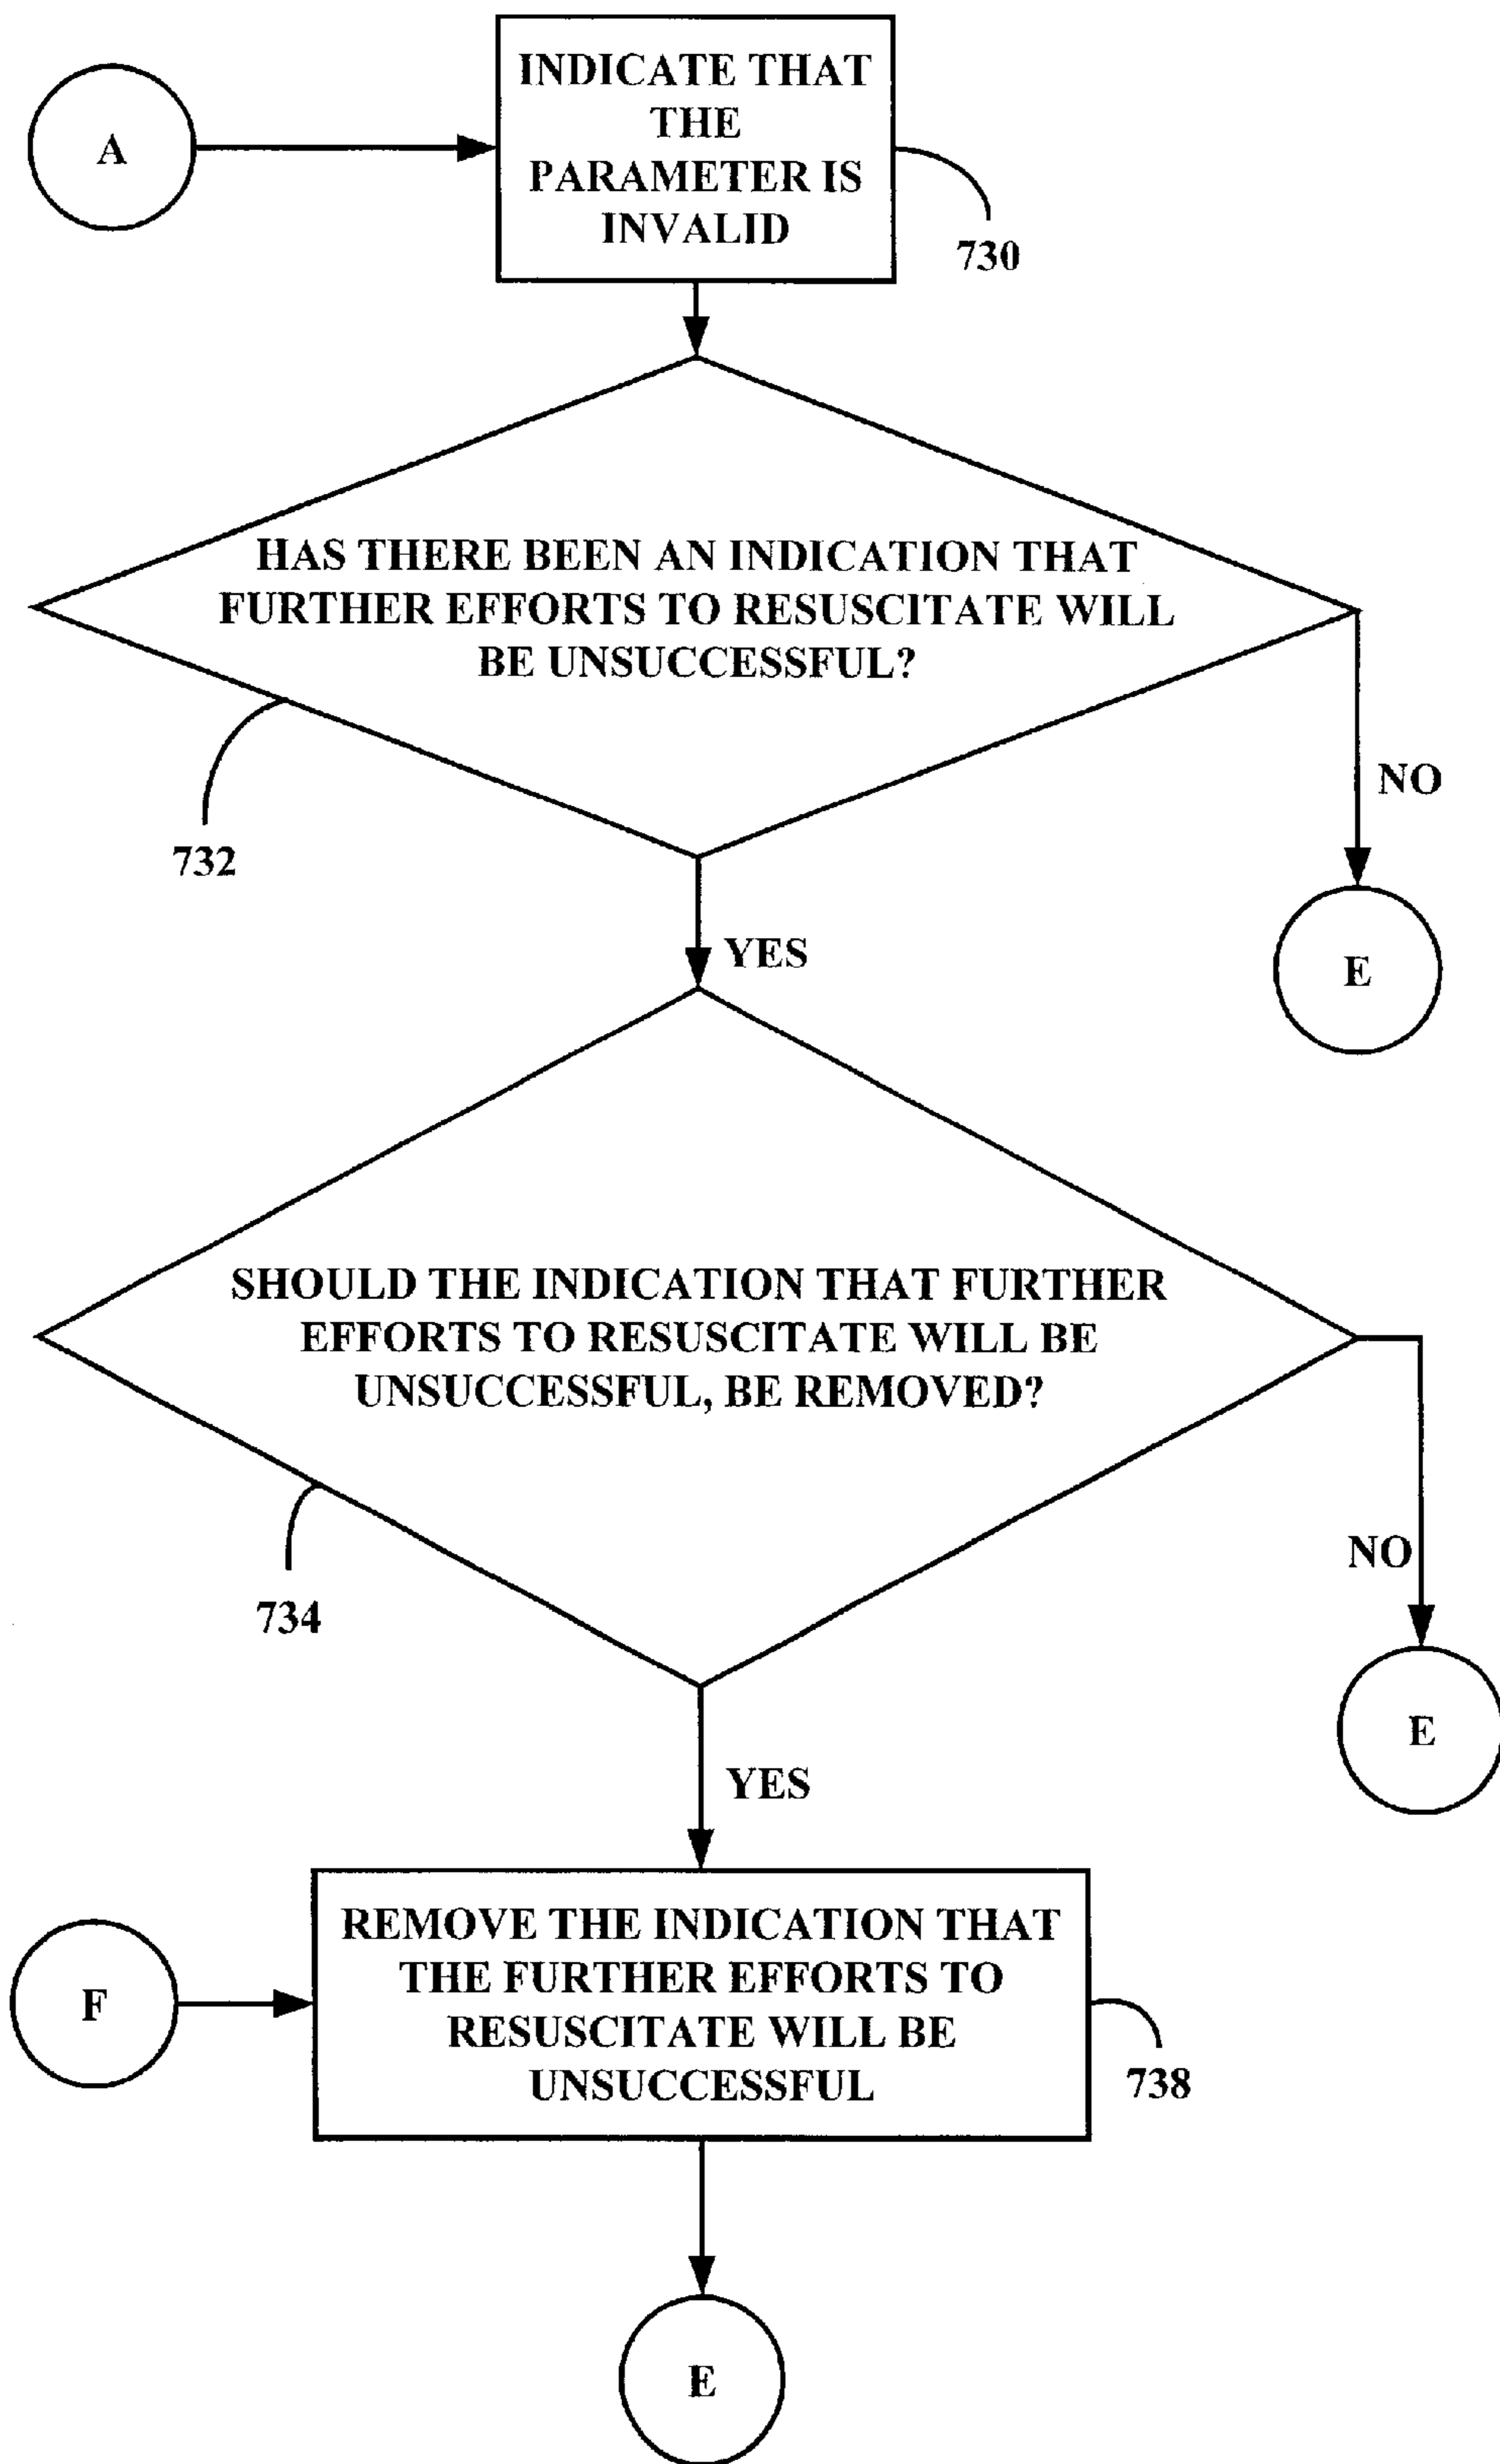 A
INDICATE THAT
THE
PARAMETER IS
INVALID
730
HAS THERE BEEN AN INDICATION THAT
FURTHER EFFORTS TO RESUSCITATE WILL
BE UNSUCCESSFUL?
732
NO
E
YES
SHOULD THE INDICATION THAT FURTHER
EFFORTS TO RESUSCITATE WILL BE
UNSUCCESSFUL, BE REMOVED?
734
NO
E
YES
F
REMOVE THE INDICATION THAT
THE FURTHER EFFORTS TO
RESUSCITATE WILL BE
UNSUCCESSFUL
738
E